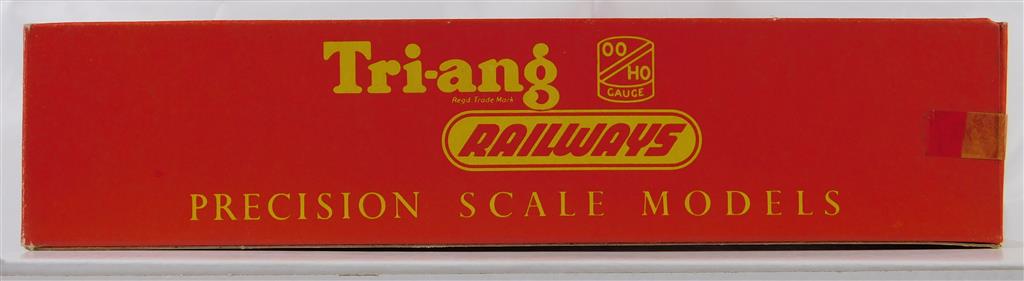 Tri-ang
Regd. Trade Mark
OO
HO
GAUGE
RAILWAYS
PRECISION SCALE MODELS